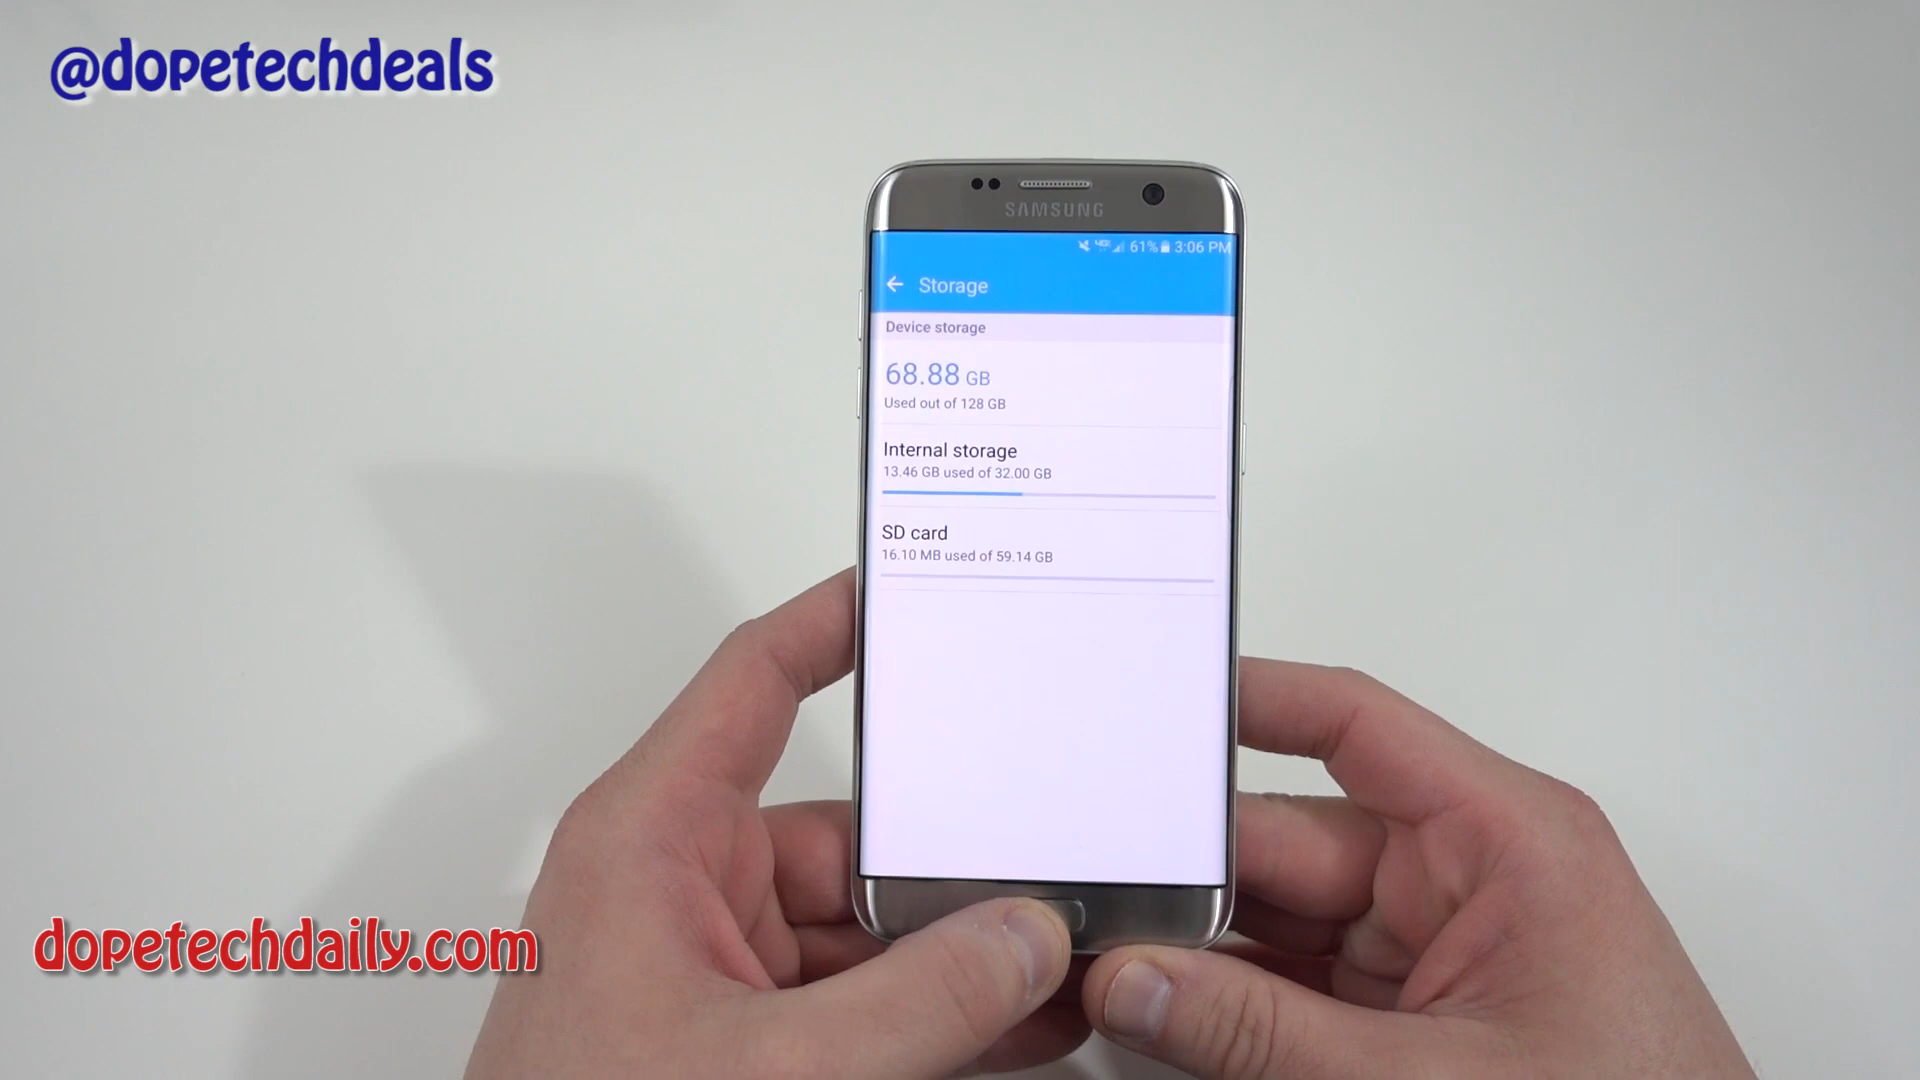 @dopetechdeals
SAMSUNG
61% 3:06 PM
Storage
Device storage
68.88 GB
Used out of 128 GB
Internal storage
13.46 GB used of 32.00 GB
SD card
16.10 MB used of 59.14 GB
dopetechdaily.com